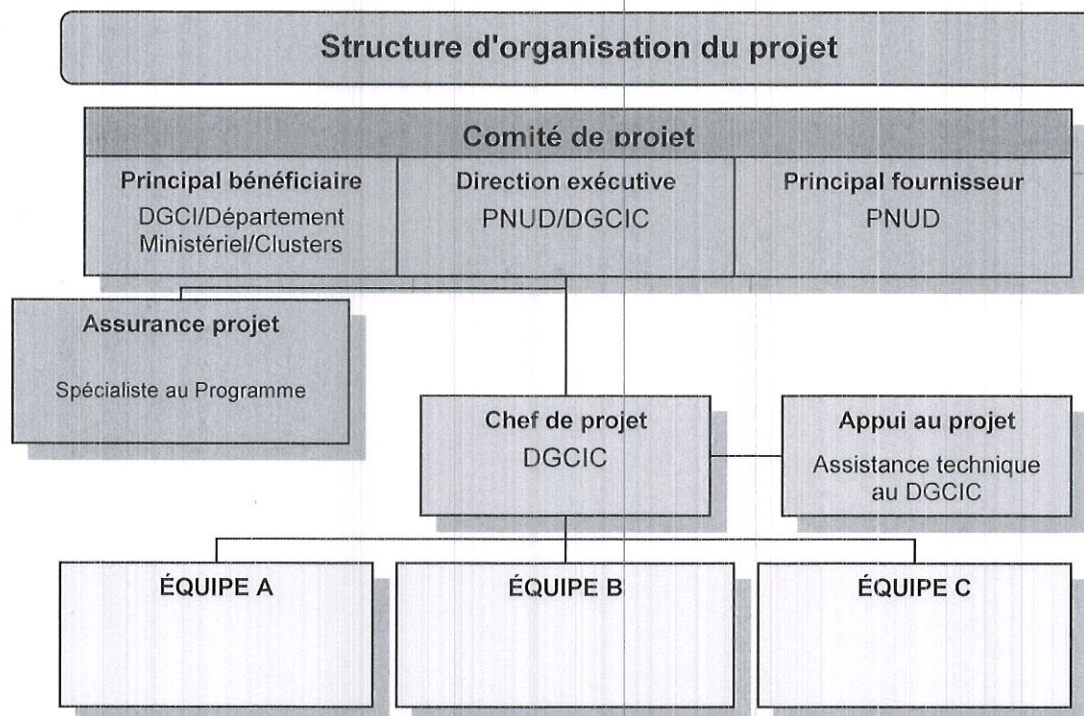 Structure d'organisation du projet
Comité de projet
Principal bénéficiaire
DGCI/Département
Ministériel/Clusters
Direction exécutive
PNUD/DGCIC
Principal fournisseur
PNUD
Assurance projet
Spécialiste au Programme
Chef de projet
DGCIC
Appui au projet
Assistance technique
au DGCIC
ÉQUIPE A
ÉQUIPE B
ÉQUIPE C